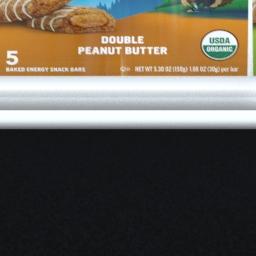 DOUBLE
PEANUT BUTTER
USDA
ORGANIC
5
BAKED ENERGY SNACK BARS
NET WT 5.30 OZ (150g) 1.06 OZ (30g) per bar